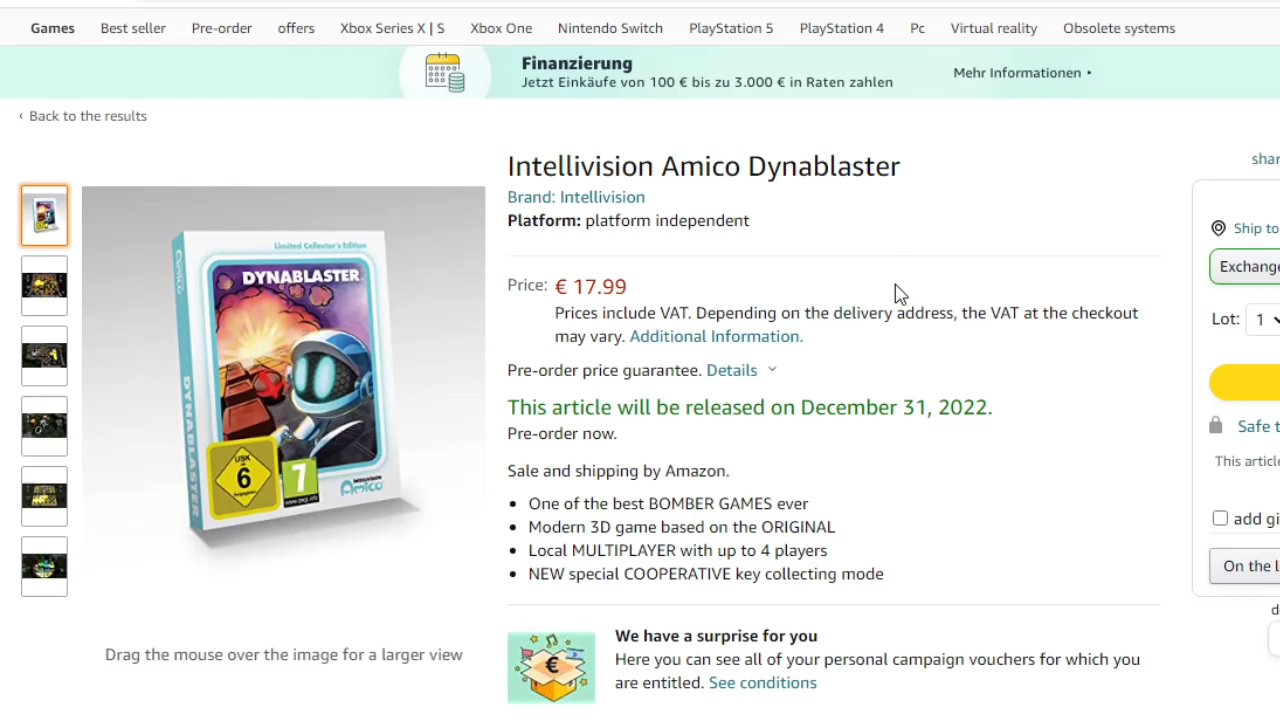 Games Best seller Pre-order offers Xbox Series X | S Xbox One Nintendo Switch PlayStation 5 PlayStation 4 Pc Virtual reality Obsolete systems
Finanzierung
Jetzt Einkäufe von 100 € bis zu 3.000 € in Raten zahlen
Mehr Informationen
‹ Back to the results
Intellivision Amico Dynablaster
Brand: Intellivision
Platform: platform independent
Price: € 17.99
Prices include VAT. Depending on the delivery address, the VAT at the checkout
may vary. Additional Information.
Pre-order price guarantee. Details
This article will be released on December 31, 2022.
Pre-order now.
Sale and shipping by Amazon.
• One of the best BOMBER GAMES ever
• Modern 3D game based on the ORIGINAL
• Local MULTIPLAYER with up to 4 players
• NEW special COOPERATIVE key collecting mode
We have a surprise for you
Here you can see all of your personal campaign vouchers for which you
are entitled. See conditions
Limited Collector's Edition
DYNABLASTER
Amico
DYNABLASTER
USK
6
7
www.pegi.info
Intellivision
Amico
Drag the mouse over the image for a larger view
shar
Ship to
Exchange
Lot: 1
Safe t
This article
add gi
On the l